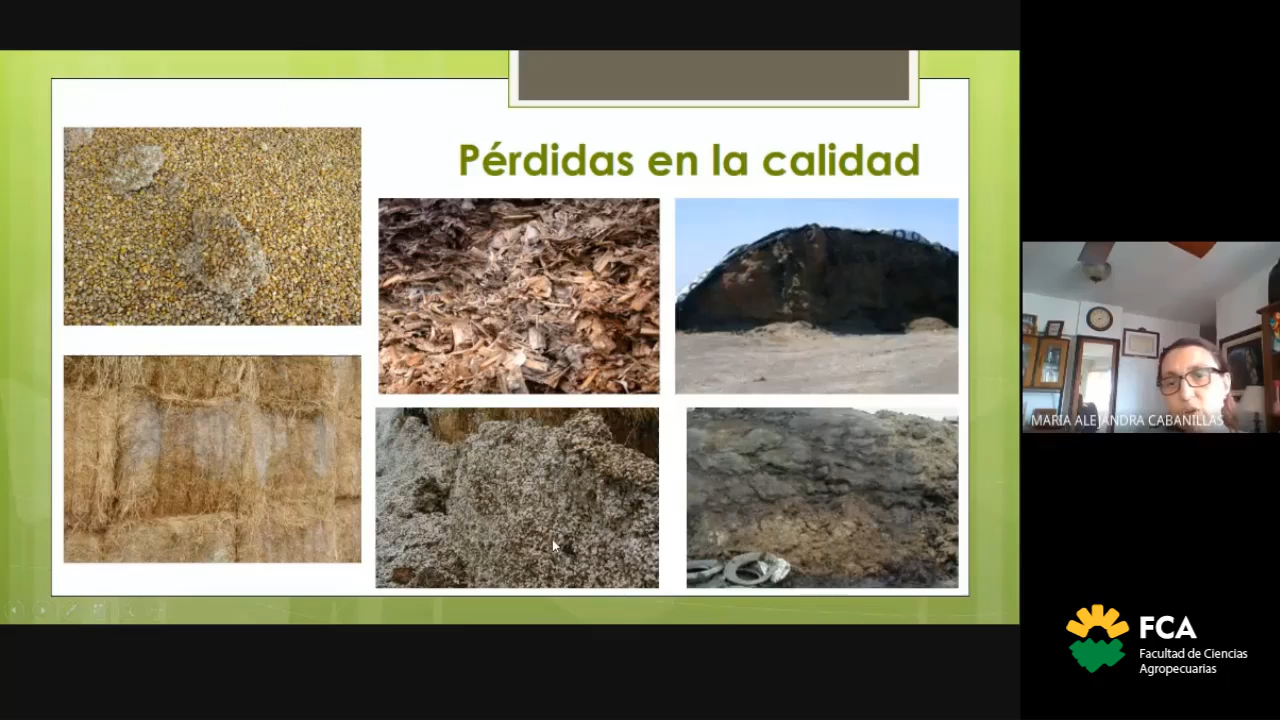 Pérdidas en la calidad
MARIA ALEJANDRA CABANILLAS
FCA
Facultad de Ciencias
Agropecuarias